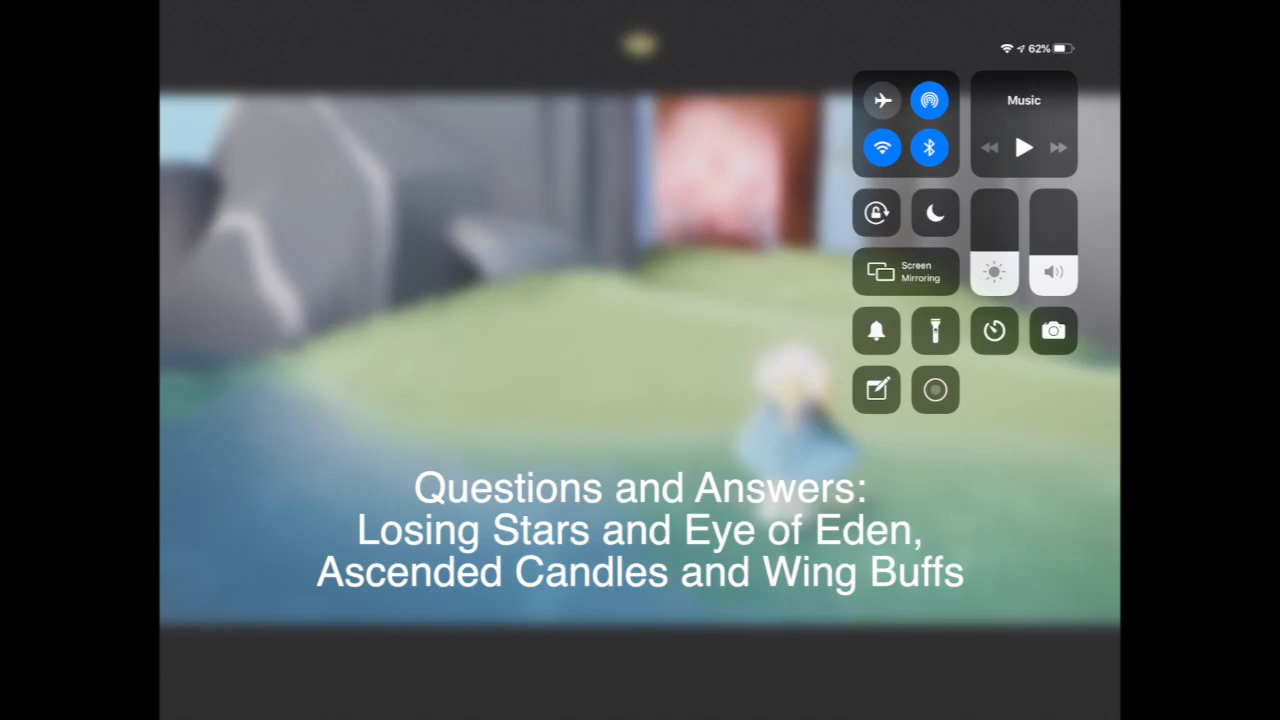 62%
Music
Screen
Mirroring
Questions and Answers:
Losing Stars and Eye of Eden,
Ascended Candles and Wing Buffs